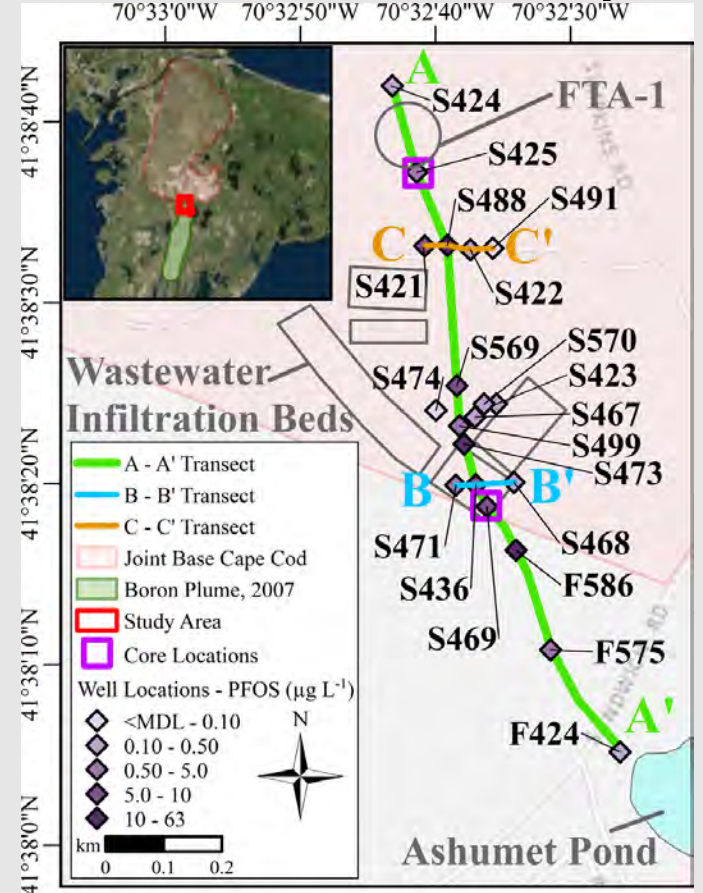 70°33'0"W 70°32'50"W 70°32'40"W 70°32'30"W
41°38'40"N
41°38'30"N
41°38'20"N
41°38'10"N
41°38'0"N
A
S424
FTA-1
S425
S488
S491
C
C'
S421
S422
S569
S570
S474
S423
Wastewater
Infiltration Beds
S467
S499
S473
B
B'
S471
S468
S436
F586
S469
F575
A'
F424
Ashumet Pond
A - A' Transect
B - B' Transect
C - C' Transect
Joint Base Cape Cod
Boron Plume, 2007
Study Area
Core Locations
Well Locations - PFOS (µg L⁻¹)
<MDL - 0.10
0.10 - 0.50
0.50 - 5.0
5.0 - 10
10 - 63
N
km
0 0.1 0.2